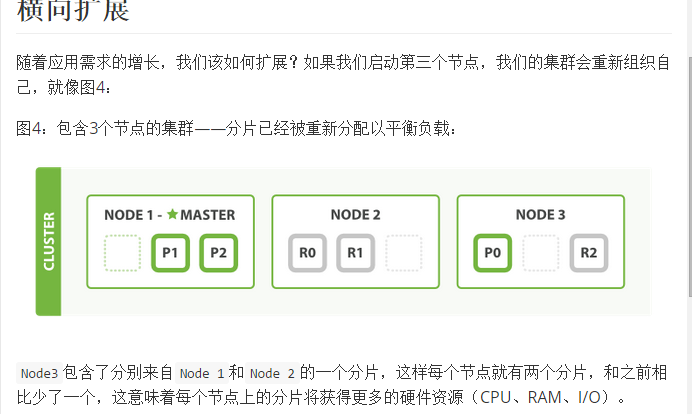 横向扩展
随着应用需求的增长，我们该如何扩展？如果我们启动第三个节点，我们的集群会重新组织自
己，就像图4：
图4：包含3个节点的集群——分片已经被重新分配以平衡负载：
CLUSTER
NODE 1 - ★ MASTER
P1 P2
NODE 2
R0 R1
NODE 3
P0 R2
Node3包含了分别来自 Node 1 和 Node 2 的一个分片，这样每个节点就有两个分片，和之前相
比少了一个，这意味着每个节点上的分片将获得更多的硬件资源（CPU、RAM、I/O）。